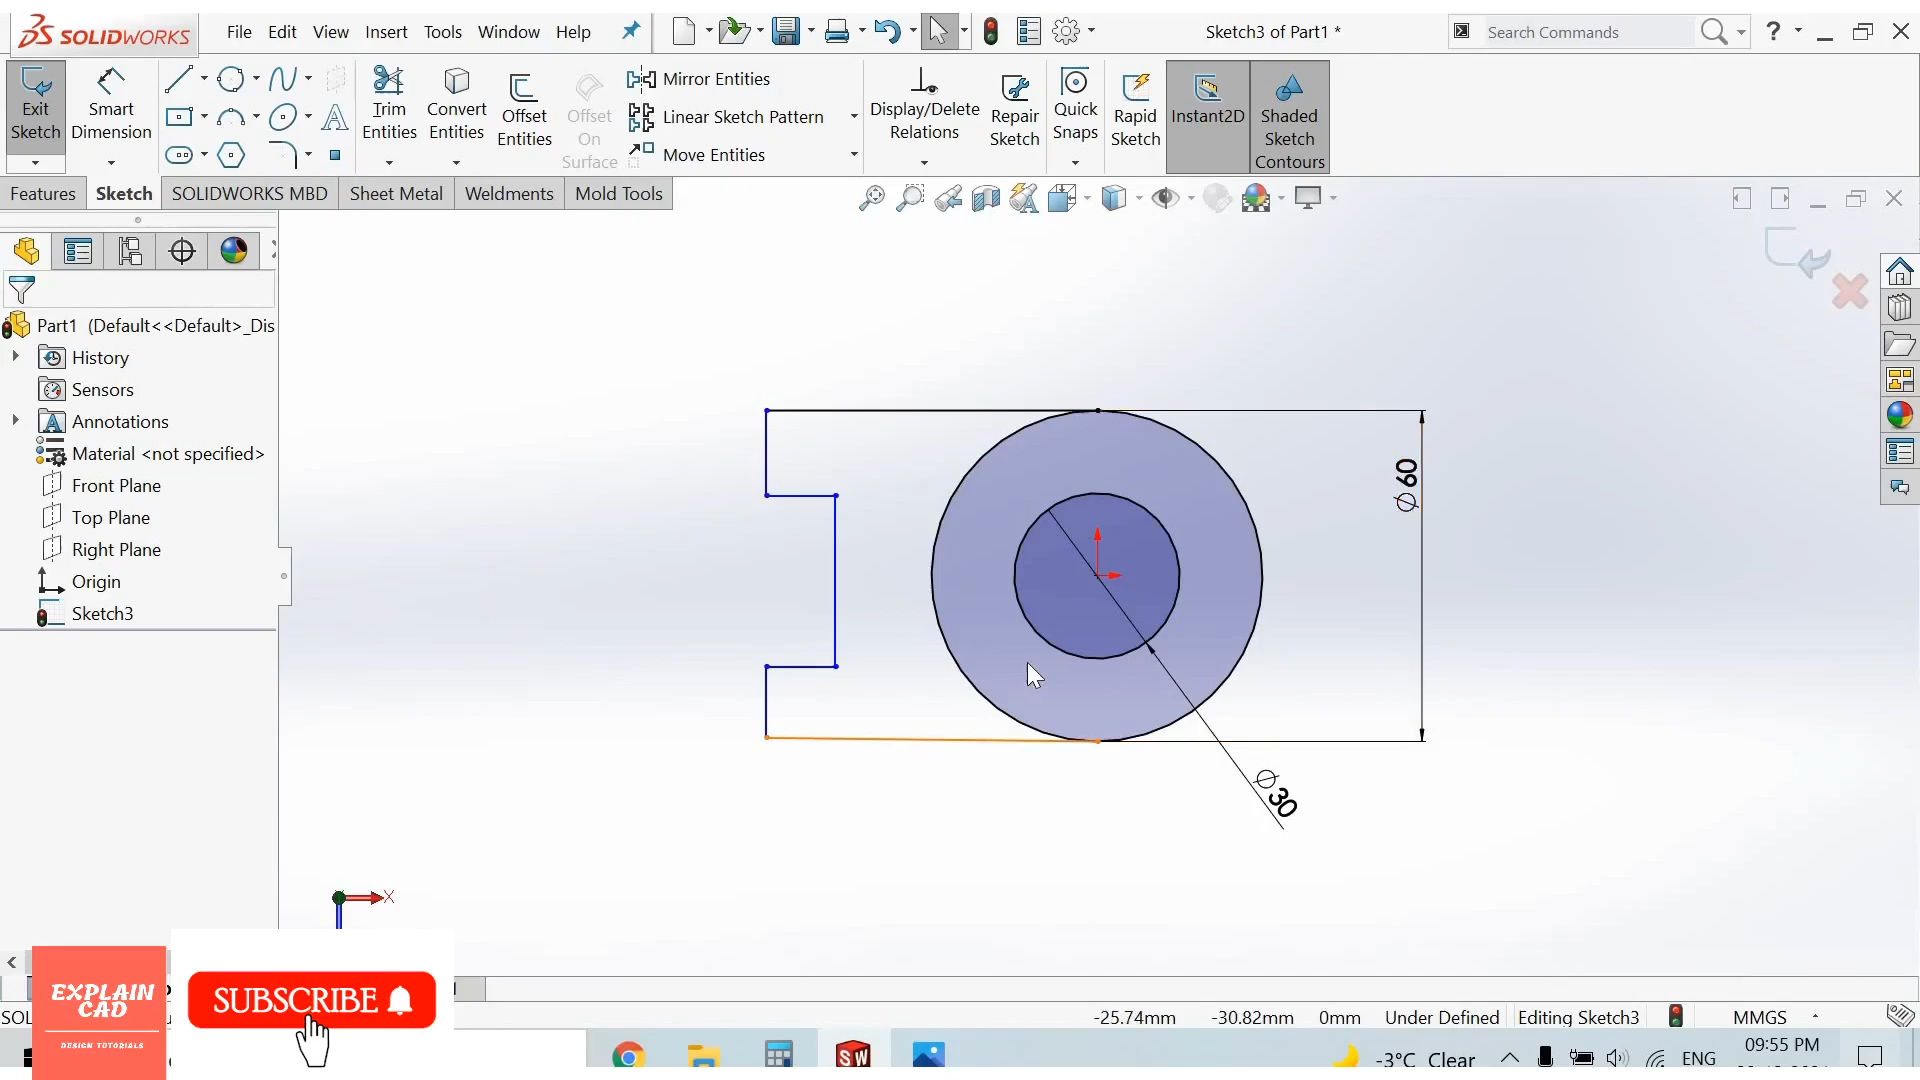 SOLIDWORKS
File Edit View Insert Tools Window Help
Sketch3 of Part1 *
Search Commands
?
Exit Sketch
Smart Dimension
Trim Entities
Convert Entities
Offset Entities
Offset On Surface
Mirror Entities
Linear Sketch Pattern
Move Entities
Display/Delete Relations
Repair Sketch
Quick Snaps
Rapid Sketch
Instant2D
Shaded Sketch Contours
Features Sketch SOLIDWORKS MBD Sheet Metal Weldments Mold Tools
Part1 (Default<<Default>_Dis
History
Sensors
Annotations
Material <not specified>
Front Plane
Top Plane
Right Plane
Origin
Sketch3
∅60
∅30
X
EXPLAIN
CAD
DESIGN TUTORIALS
SUBSCRIBE
SOL
-25.74mm -30.82mm 0mm Under Defined Editing Sketch3 MMGS
SW
-3°C Clear ENG 09:55 PM